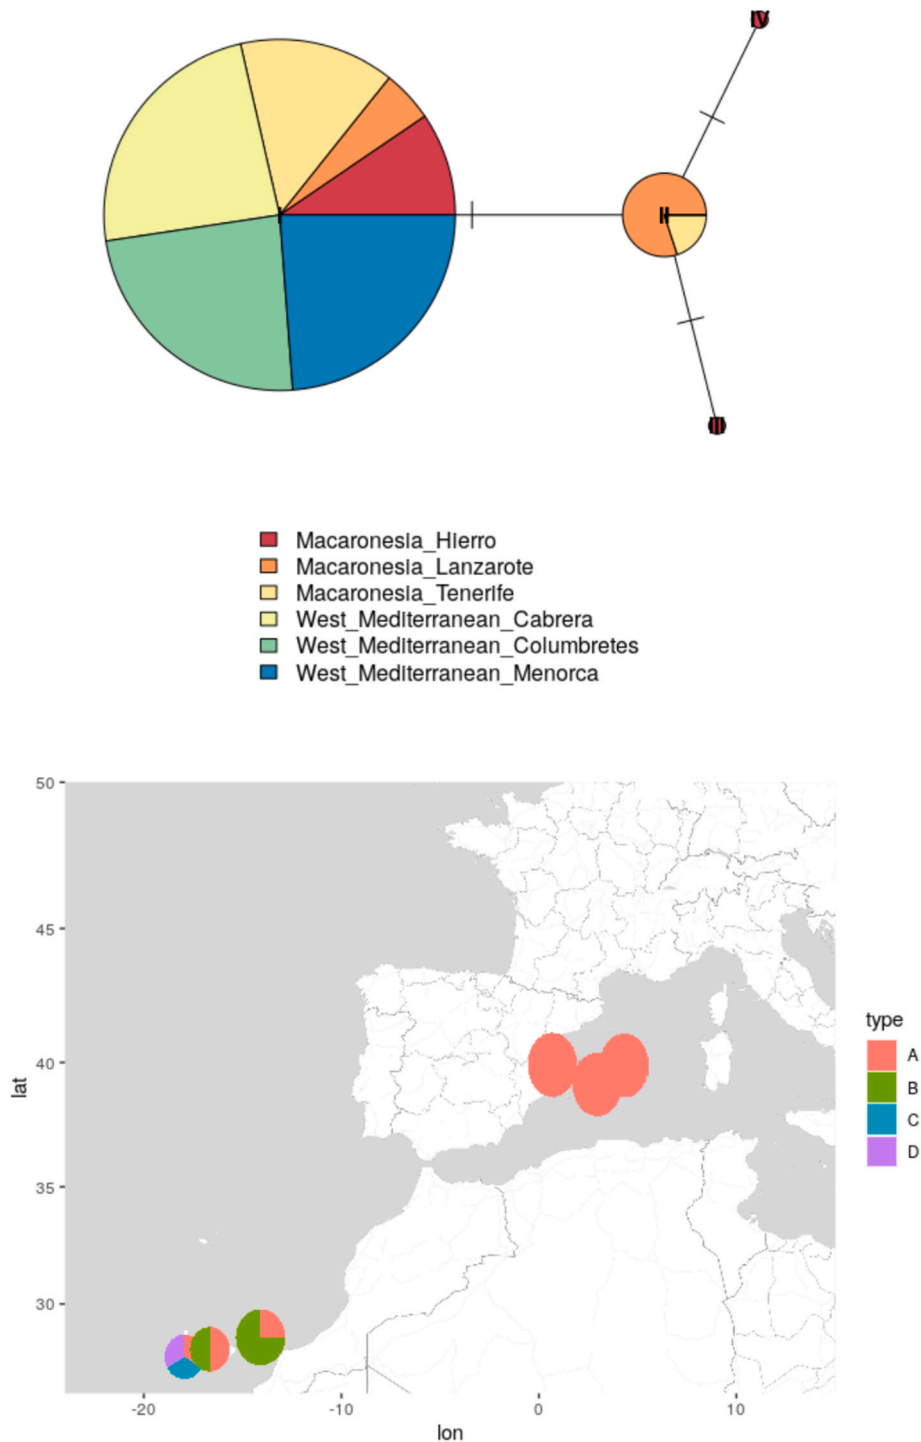 IV
I
II
III
Macaronesia_Hierro
Macaronesia_Lanzarote
Macaronesia_Tenerife
West_Mediterranean_Cabrera
West_Mediterranean_Columbretes
West_Mediterranean_Menorca
50
45
40
35
30
lat
-20
-10
0
10
lon
type
A
B
C
D